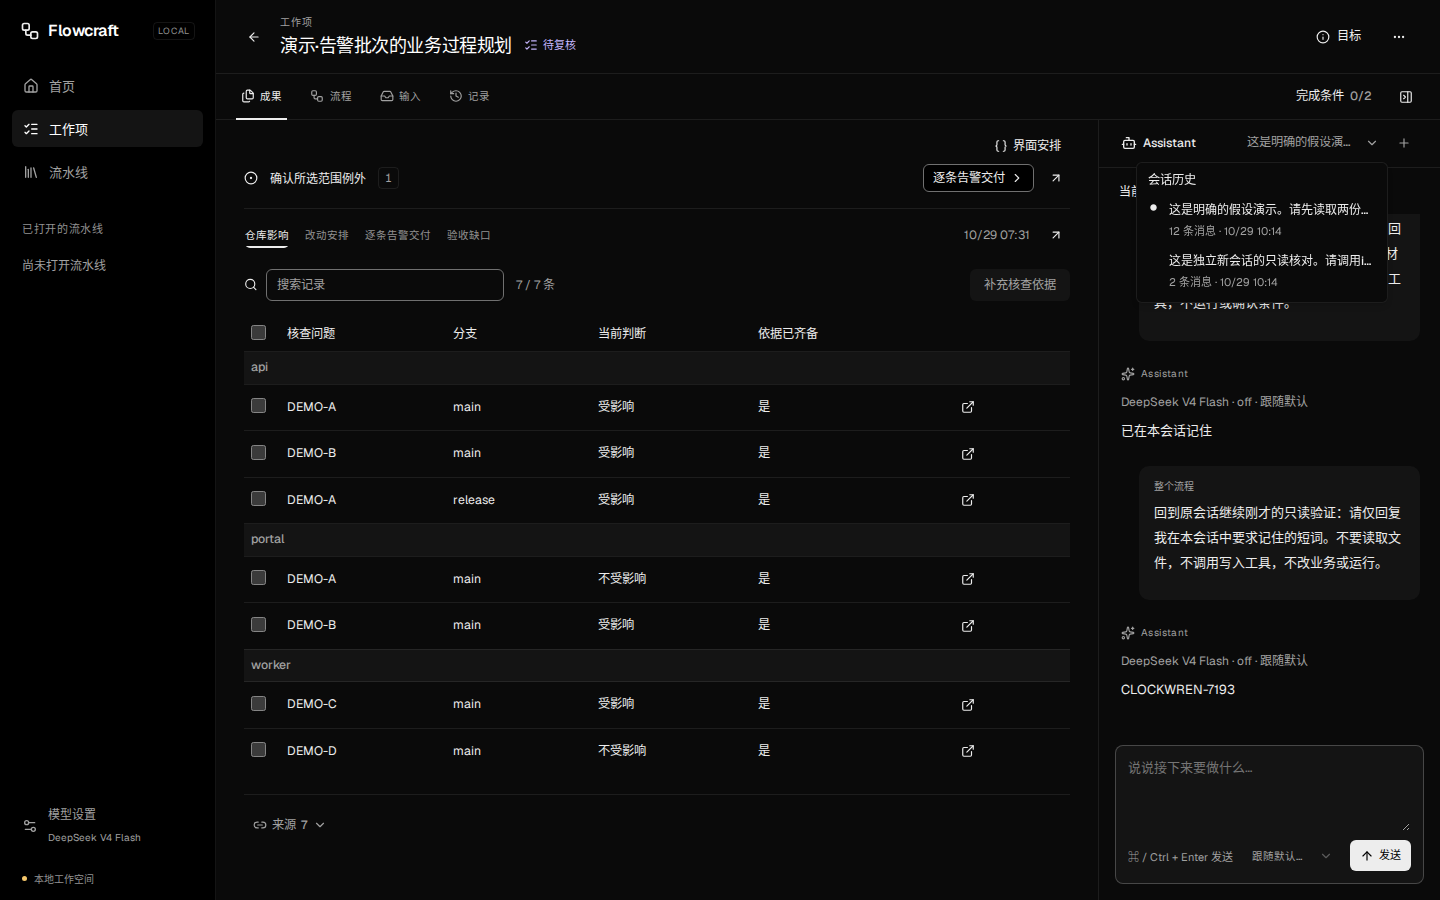 Flowcraft
LOCAL
首页
工作项
流水线
已打开的流水线
尚未打开流水线
模型设置
DeepSeek V4 Flash
本地工作空间
工作项
演示·告警批次的业务过程规划
待复核
目标
成果
流程
输入
记录
完成条件 0/2
{ } 界面安排
确认所选范围例外 1
逐条告警交付
仓库影响
改动安排
逐条告警交付
验收缺口
10/29 07:31
搜索记录
7 / 7 条
补充核查依据
核查问题 分支 当前判断 依据已齐备
api
DEMO-A main 受影响 是
DEMO-B main 受影响 是
DEMO-A release 受影响 是
portal
DEMO-A main 不受影响 是
DEMO-B main 受影响 是
worker
DEMO-C main 受影响 是
DEMO-D main 不受影响 是
来源 7
Assistant
这是明确的假设演...
当前
会话历史
这是明确的假设演示。请先读取两份...
12 条消息 · 10/29 10:14
这是独立新会话的只读核对。请调用i...
2 条消息 · 10/29 10:14
回
材
工
具，不运行或确认条件。
Assistant
DeepSeek V4 Flash · off · 跟随默认
已在本会话记住
整个流程
回到原会话继续刚才的只读验证：请仅回复
我在本会话中要求记住的短词。不要读取文
件，不调用写入工具，不改业务或运行。
Assistant
DeepSeek V4 Flash · off · 跟随默认
CLOCKWREN-7193
说说接下来要做什么...
⌘ / Ctrl + Enter 发送
跟随默认...
发送